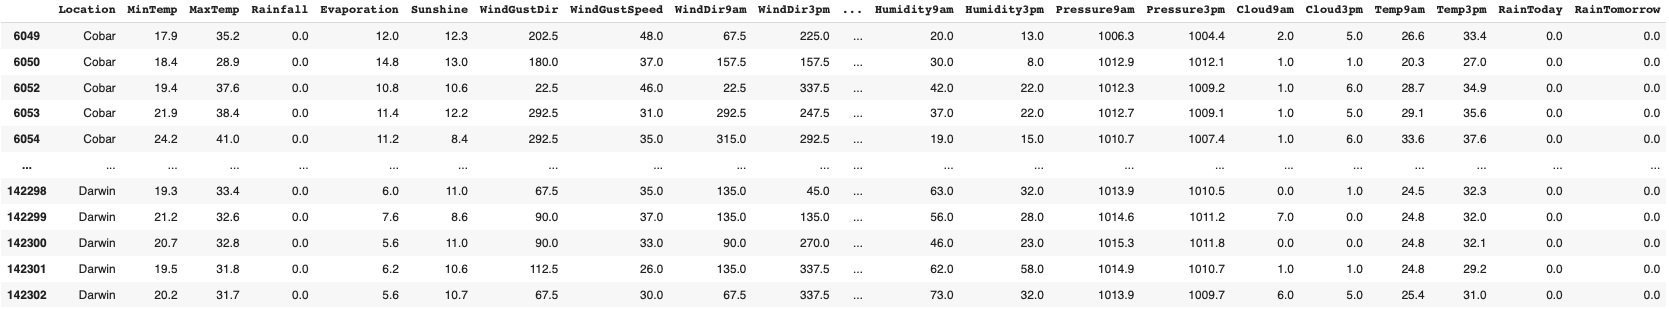 Location MinTemp MaxTemp Rainfall Evaporation Sunshine WindGustDir WindGustSpeed WindDir9am WindDir3pm ... Humidity9am Humidity3pm Pressure9am Pressure3pm Cloud9am Cloud3pm Temp9am Temp3pm RainToday RainTomorrow
6049 Cobar 17.9 35.2 0.0 12.0 12.3 202.5 48.0 67.5 225.0 ... 20.0 13.0 1006.3 1004.4 2.0 5.0 26.6 33.4 0.0 0.0
6050 Cobar 18.4 28.9 0.0 14.8 13.0 180.0 37.0 157.5 157.5 ... 30.0 8.0 1012.9 1012.1 1.0 1.0 20.3 27.0 0.0 0.0
6052 Cobar 19.4 37.6 0.0 10.8 10.6 22.5 46.0 22.5 337.5 ... 42.0 22.0 1012.3 1009.2 1.0 6.0 28.7 34.9 0.0 0.0
6053 Cobar 21.9 38.4 0.0 11.4 12.2 292.5 31.0 292.5 247.5 ... 37.0 22.0 1012.7 1009.1 1.0 5.0 29.1 35.6 0.0 0.0
6054 Cobar 24.2 41.0 0.0 11.2 8.4 292.5 35.0 315.0 292.5 ... 19.0 15.0 1010.7 1007.4 1.0 6.0 33.6 37.6 0.0 0.0
... ... ... ... ... ... ... ... ... ... ... ... ... ... ... ... ... ... ... ... ... ...
142298 Darwin 19.3 33.4 0.0 6.0 11.0 67.5 35.0 135.0 45.0 ... 63.0 32.0 1013.9 1010.5 0.0 1.0 24.5 32.3 0.0 0.0
142299 Darwin 21.2 32.6 0.0 7.6 8.6 90.0 37.0 135.0 135.0 ... 56.0 28.0 1014.6 1011.2 7.0 0.0 24.8 32.0 0.0 0.0
142300 Darwin 20.7 32.8 0.0 5.6 11.0 90.0 33.0 90.0 270.0 ... 46.0 23.0 1015.3 1011.8 0.0 0.0 24.8 32.1 0.0 0.0
142301 Darwin 19.5 31.8 0.0 6.2 10.6 112.5 26.0 135.0 337.5 ... 62.0 58.0 1014.9 1010.7 1.0 1.0 24.8 29.2 0.0 0.0
142302 Darwin 20.2 31.7 0.0 5.6 10.7 67.5 30.0 67.5 337.5 ... 73.0 32.0 1013.9 1009.7 6.0 5.0 25.4 31.0 0.0 0.0